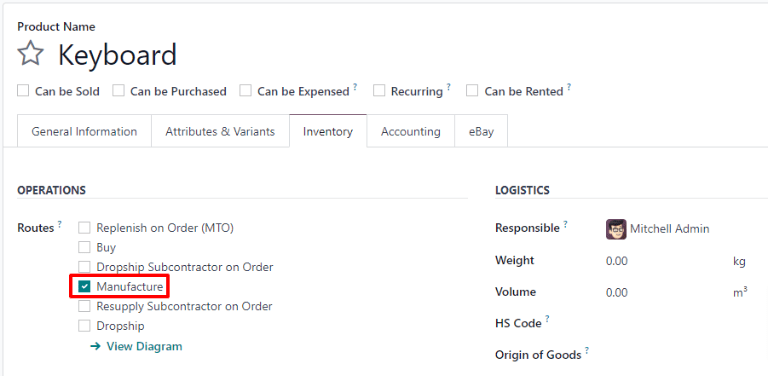 Product Name
Keyboard
Can be Sold Can be Purchased Can be Expensed ? Recurring ? Can be Rented ?
General Information Attributes & Variants Inventory Accounting eBay
OPERATIONS LOGISTICS
Routes ? Replenish on Order (MTO) Responsible ? Mitchell Admin
Buy
Dropship Subcontractor on Order Weight 0.00 kg
Manufacture
Resupply Subcontractor on Order Volume 0.00 m³
Dropship HS Code ?
View Diagram Origin of Goods ?